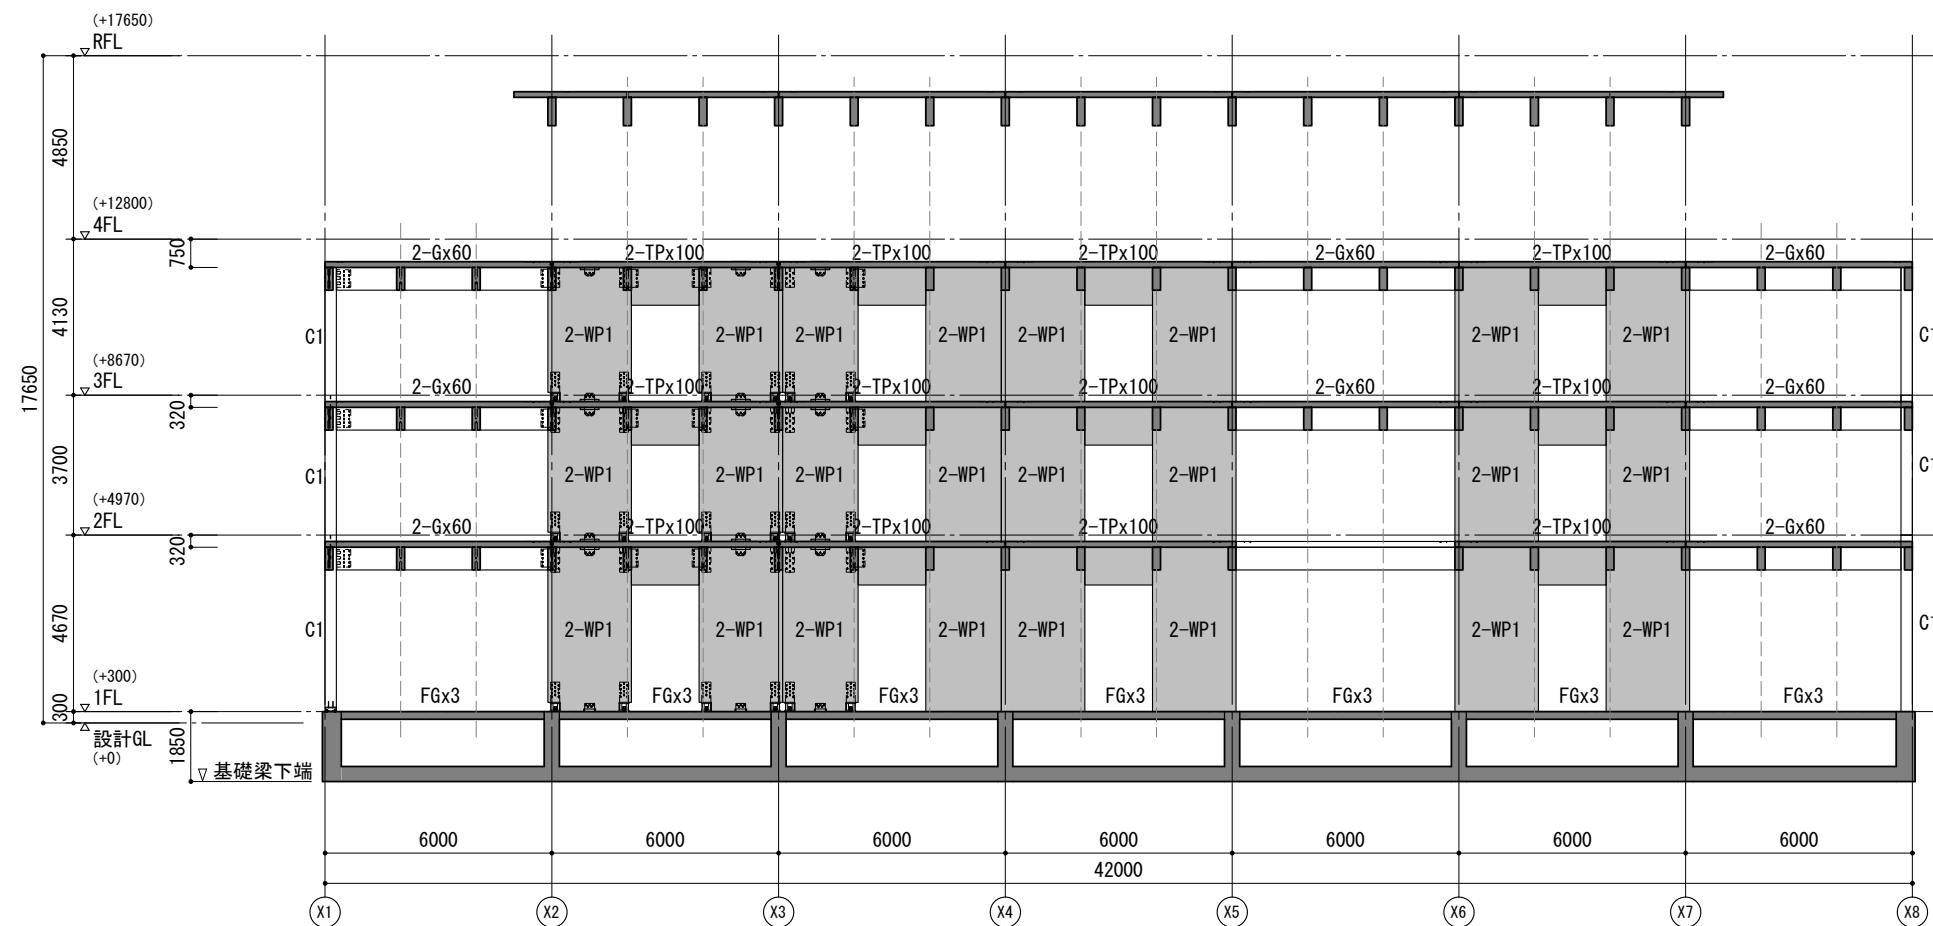 (+17650)
RFL
4850
(+12800)
4FL
750
2-Gx60 2-TPx100 2-TPx100 2-TPx100 2-Gx60 2-TPx100 2-Gx60
4130
C1 2-WP1 2-WP1 2-WP1 2-WP1 2-WP1 2-WP1 2-WP1 2-WP1
(+8670)
3FL
17650
320
2-Gx60 2-TPx100 2-TPx100 2-TPx100 2-Gx60 2-TPx100 2-Gx60
3700
C1 2-WP1 2-WP1 2-WP1 2-WP1 2-WP1 2-WP1 2-WP1 2-WP1
(+4970)
2FL
320
2-Gx60 2-TPx100 2-TPx100 2-TPx100 2-TPx100 2-Gx60
4670
C1 2-WP1 2-WP1 2-WP1 2-WP1 2-WP1 2-WP1 2-WP1 2-WP1
(+300)
1FL
300
FGx3 FGx3 FGx3 FGx3 FGx3 FGx3 FGx3
設計GL
(+0)
1850
基礎梁下端
6000 6000 6000 6000 6000 6000 6000
42000
X1 X2 X3 X4 X5 X6 X7 X8